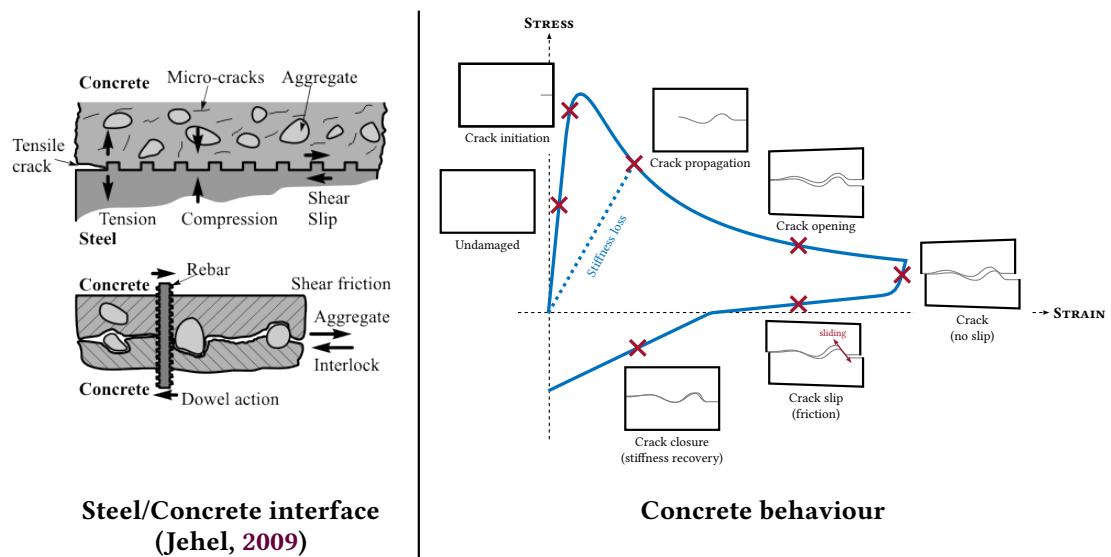 Concrete
Micro-cracks
Aggregate
Tensile
crack
Tension
Compression
Shear
Slip
Steel
Rebar
Concrete
Shear friction
Aggregate
Interlock
Concrete
Dowel action
Steel/Concrete interface
(Jehel, 2009)
Stress
Crack initiation
Crack propagation
Undamaged
Stiffness loss
Crack opening
Strain
Crack
(no slip)
sliding
Crack slip
(friction)
Crack closure
(stiffness recovery)
Concrete behaviour